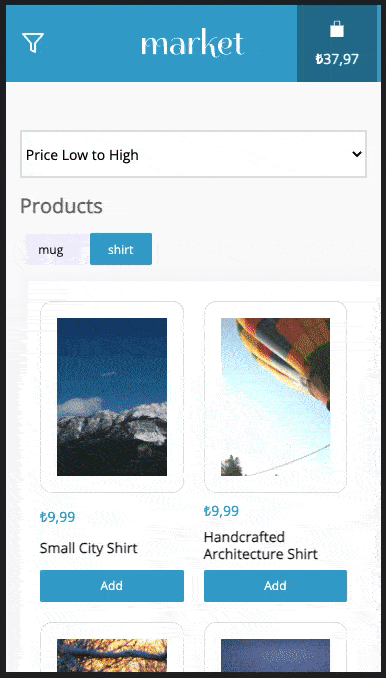 market
₺37,97
Price Low to High
Products
mug
shirt
₺9,99
Small City Shirt
Add
₺9,99
Handcrafted
Architecture Shirt
Add